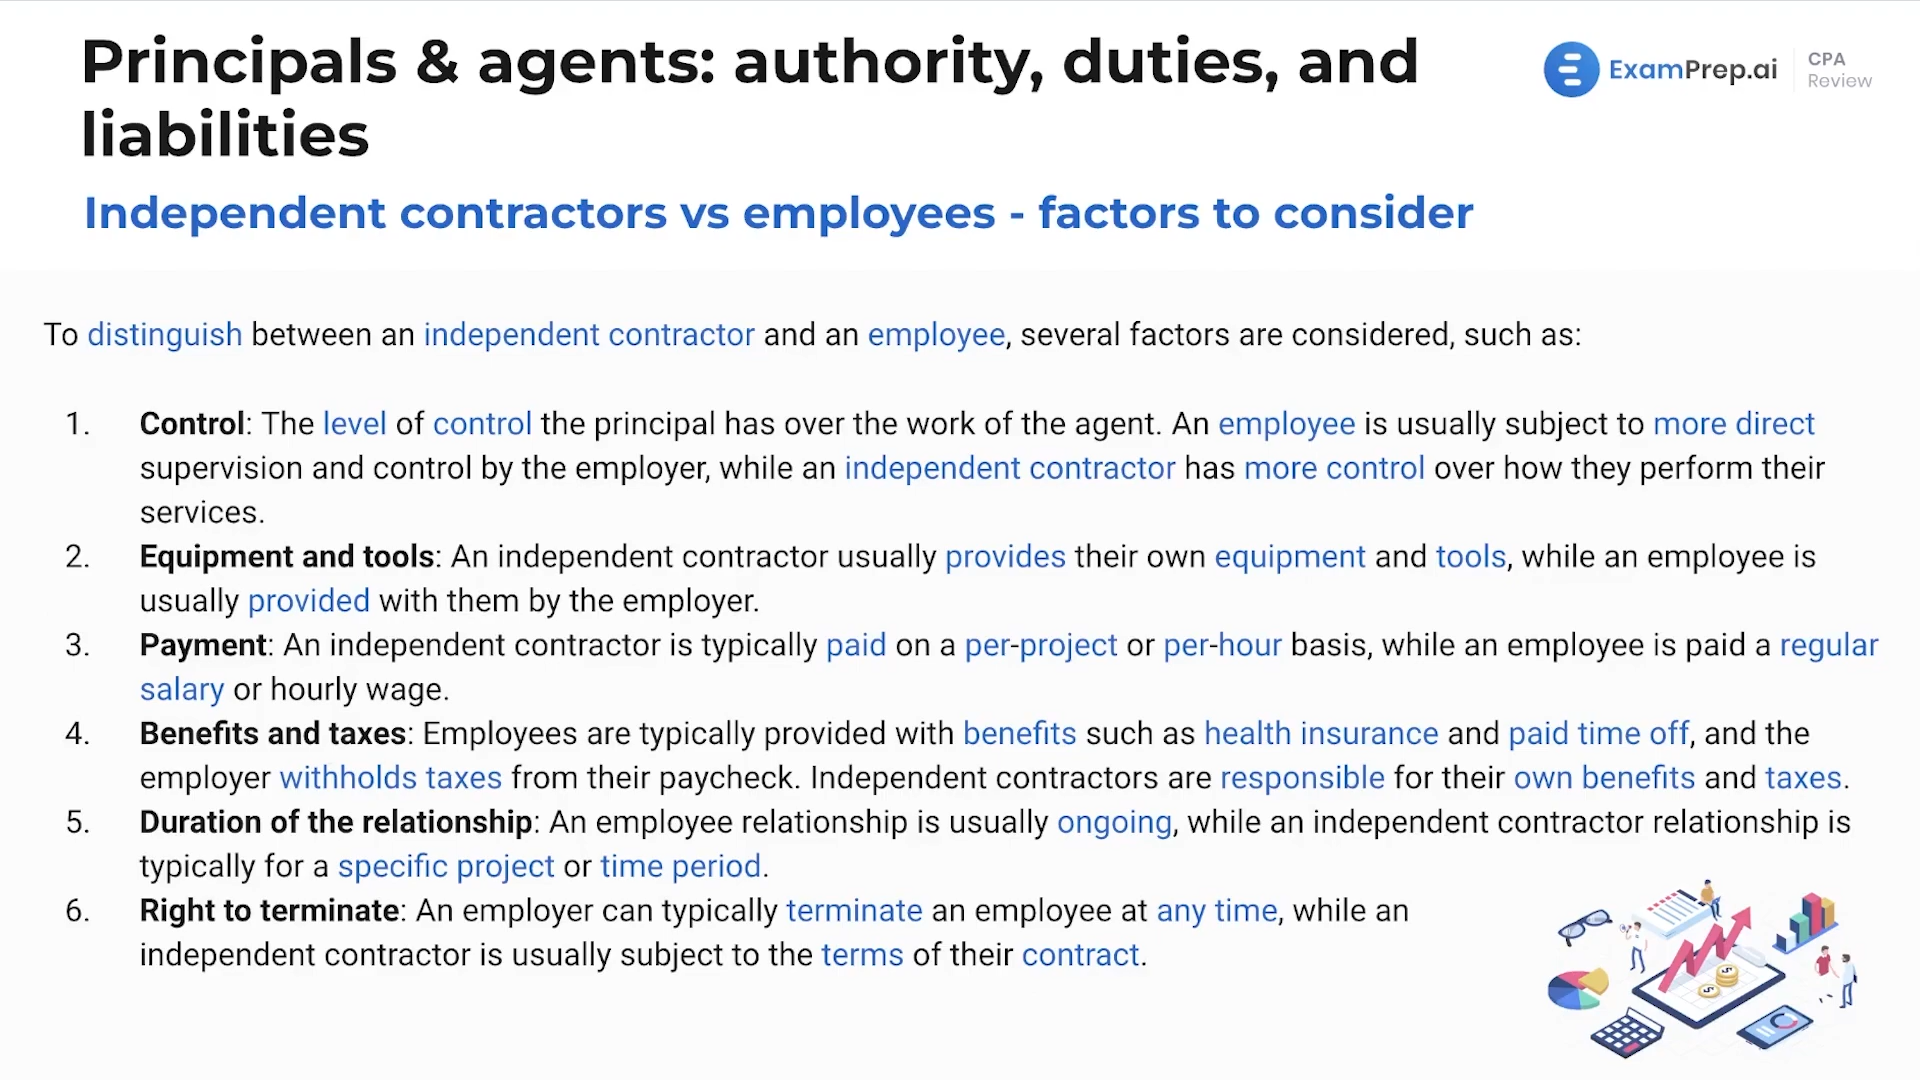 Principals & agents: authority, duties, and
liabilities
ExamPrep.ai
CPA
Review
Independent contractors vs employees - factors to consider
To distinguish between an independent contractor and an employee, several factors are considered, such as:
1. Control: The level of control the principal has over the work of the agent. An employee is usually subject to more direct
supervision and control by the employer, while an independent contractor has more control over how they perform their
services.
2. Equipment and tools: An independent contractor usually provides their own equipment and tools, while an employee is
usually provided with them by the employer.
3. Payment: An independent contractor is typically paid on a per-project or per-hour basis, while an employee is paid a regular
salary or hourly wage.
4. Benefits and taxes: Employees are typically provided with benefits such as health insurance and paid time off, and the
employer withholds taxes from their paycheck. Independent contractors are responsible for their own benefits and taxes.
5. Duration of the relationship: An employee relationship is usually ongoing, while an independent contractor relationship is
typically for a specific project or time period.
6. Right to terminate: An employer can typically terminate an employee at any time, while an
independent contractor is usually subject to the terms of their contract.